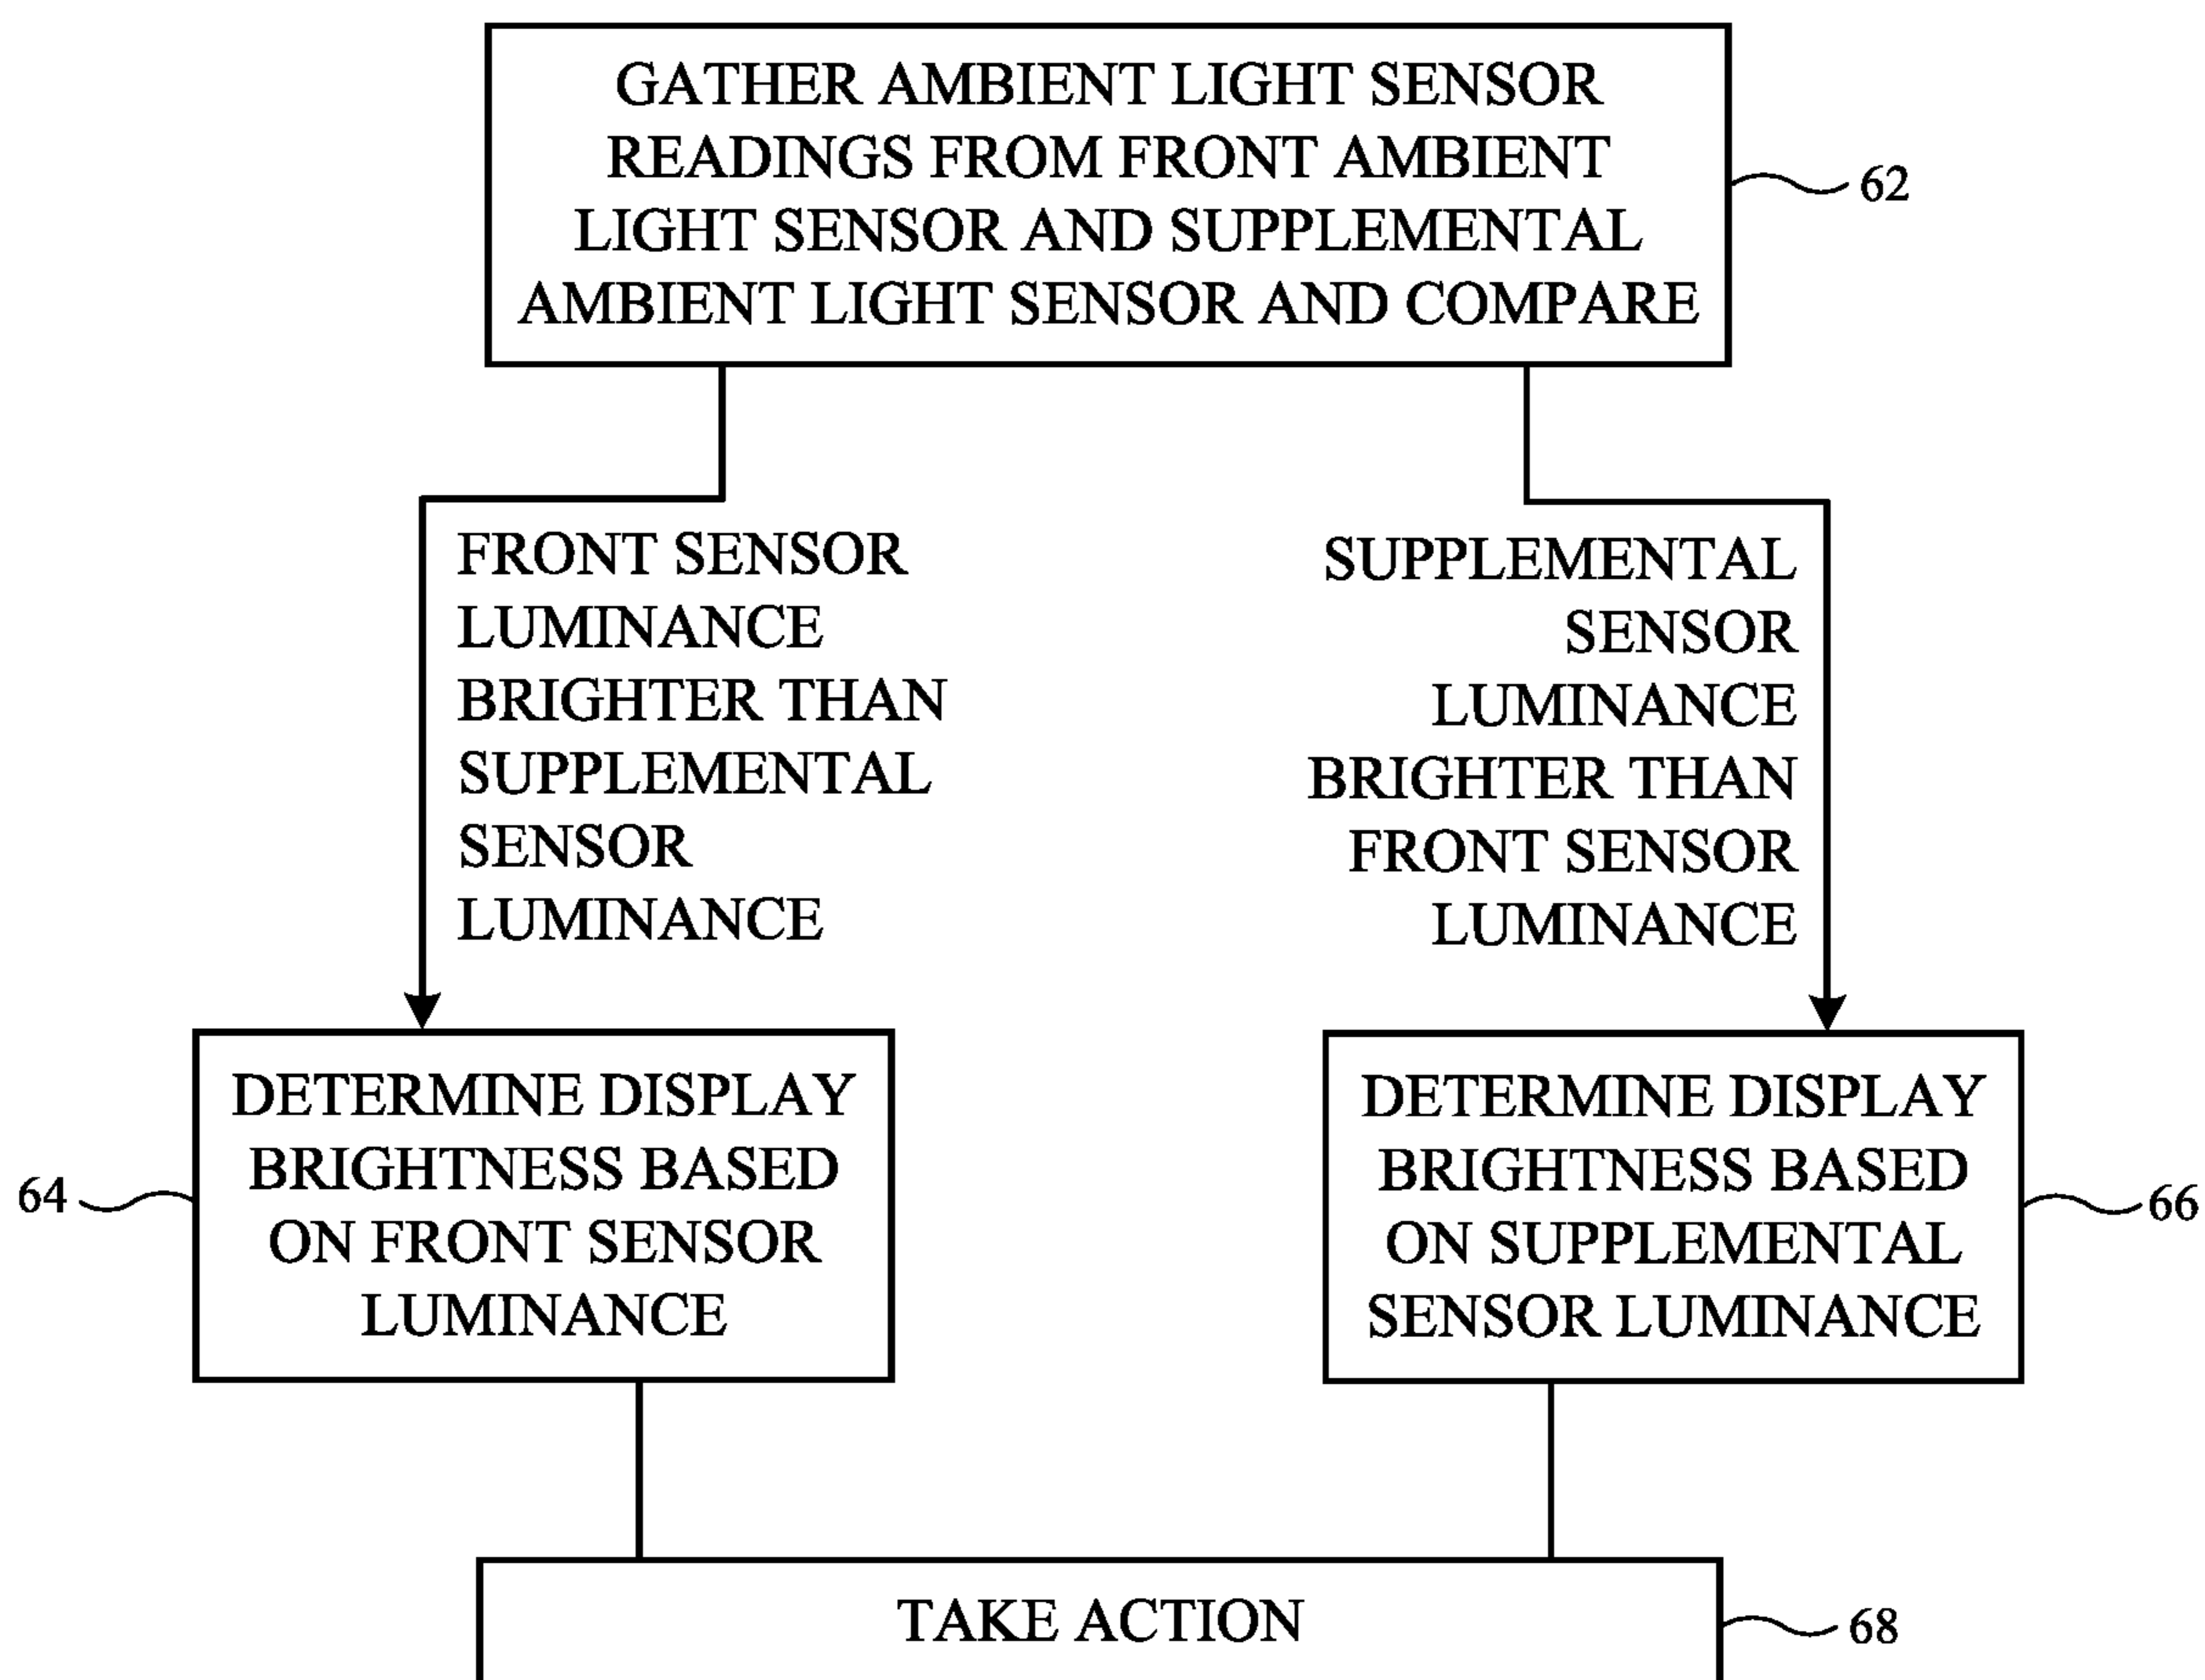 GATHER AMBIENT LIGHT SENSOR
READINGS FROM FRONT AMBIENT
LIGHT SENSOR AND SUPPLEMENTAL
AMBIENT LIGHT SENSOR AND COMPARE
62
FRONT SENSOR
LUMINANCE
BRIGHTER THAN
SUPPLEMENTAL
SENSOR
LUMINANCE
SUPPLEMENTAL
SENSOR
LUMINANCE
BRIGHTER THAN
FRONT SENSOR
LUMINANCE
64
DETERMINE DISPLAY
BRIGHTNESS BASED
ON FRONT SENSOR
LUMINANCE
DETERMINE DISPLAY
BRIGHTNESS BASED
ON SUPPLEMENTAL
SENSOR LUMINANCE
66
TAKE ACTION
68